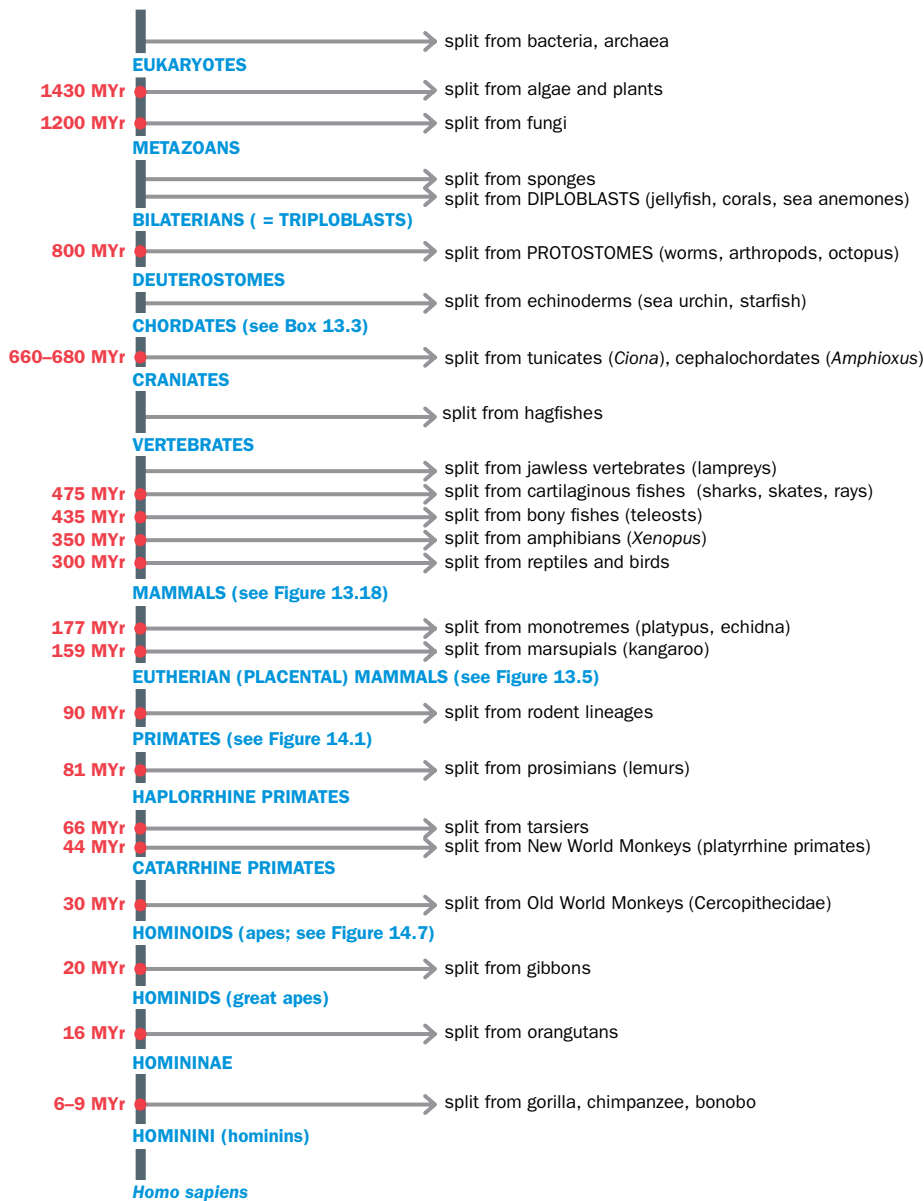 split from bacteria, archaea
EUKARYOTES
1430 MYr split from algae and plants
1200 MYr split from fungi
METAZOANS
split from sponges
split from DIPLOBLASTS (jellyfish, corals, sea anemones)
BILATERIANS ( = TRIPLOBLASTS)
800 MYr split from PROTOSTOMES (worms, arthropods, octopus)
DEUTEROSTOMES
split from echinoderms (sea urchin, starfish)
CHORDATES (see Box 13.3)
660–680 MYr split from tunicates (Ciona), cephalochordates (Amphioxus)
CRANIATES
split from hagfishes
VERTEBRATES
split from jawless vertebrates (lampreys)
475 MYr split from cartilaginous fishes (sharks, skates, rays)
435 MYr split from bony fishes (teleosts)
350 MYr split from amphibians (Xenopus)
300 MYr split from reptiles and birds
MAMMALS (see Figure 13.18)
177 MYr split from monotremes (platypus, echidna)
159 MYr split from marsupials (kangaroo)
EUTHERIAN (PLACENTAL) MAMMALS (see Figure 13.5)
90 MYr split from rodent lineages
PRIMATES (see Figure 14.1)
81 MYr split from prosimians (lemurs)
HAPLORRHINE PRIMATES
66 MYr split from tarsiers
44 MYr split from New World Monkeys (platyrrhine primates)
CATARRHINE PRIMATES
30 MYr split from Old World Monkeys (Cercopithecidae)
HOMINOIDS (apes; see Figure 14.7)
20 MYr split from gibbons
HOMINIDS (great apes)
16 MYr split from orangutans
HOMININAE
6–9 MYr split from gorilla, chimpanzee, bonobo
HOMININI (hominins)
Homo sapiens